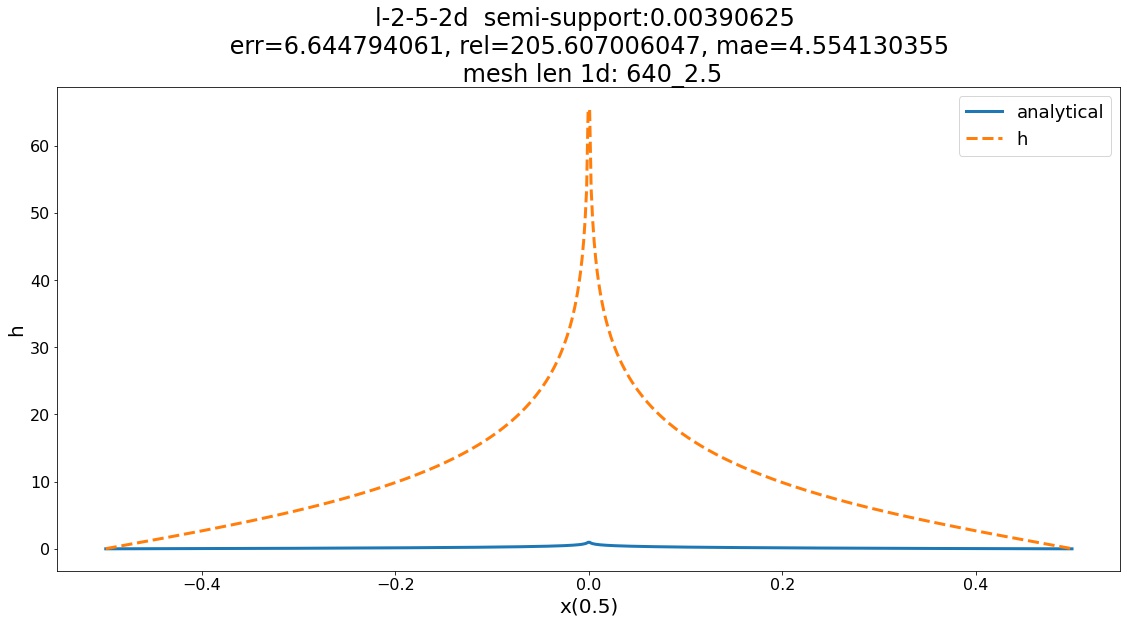 l-2-5-2d  semi-support:0.00390625
err=6.644794061, rel=205.607006047, mae=4.554130355
mesh len 1d: 640_2.5
analytical
h
60
50
40
30
20
10
0
h
−0.4
−0.2
0.0
0.2
0.4
x(0.5)